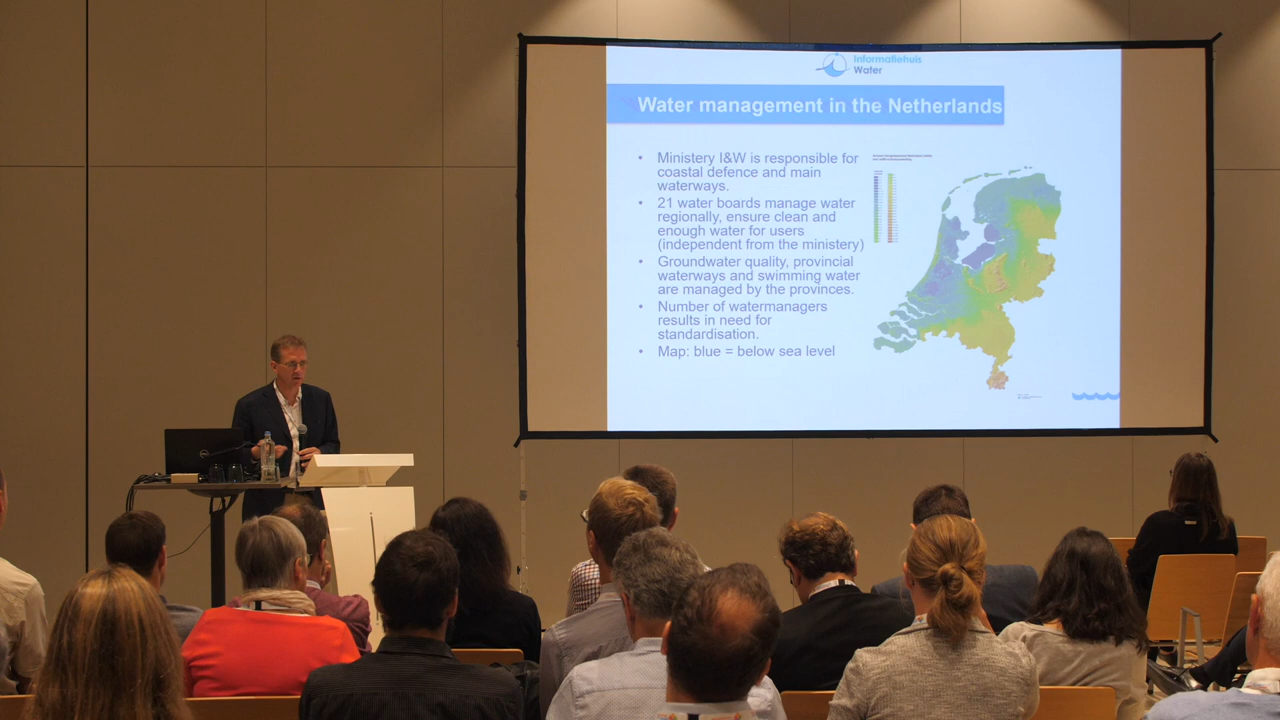 Informatiehuis
Water
Water management in the Netherlands
• Ministery I&W is responsible for
coastal defence and main
waterways.
• 21 water boards manage water
regionally, ensure clean and
enough water for users
(independent from the ministery)
• Groundwater quality, provincial
waterways and swimming water
are managed by the provinces.
• Number of watermanagers
results in need for
standardisation.
• Map: blue = below sea level